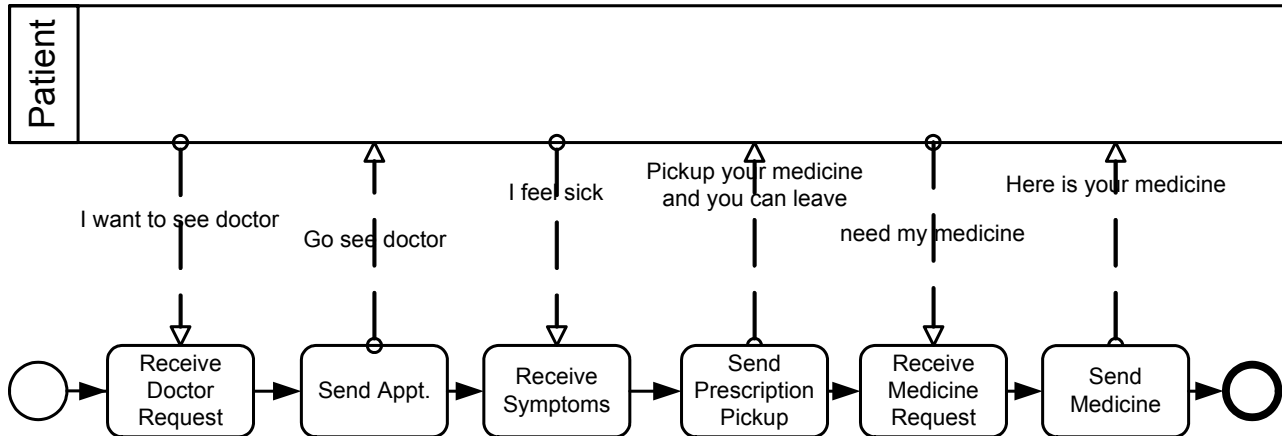 Patient
I want to see doctor
Go see doctor
I feel sick
Pickup your medicine
and you can leave
need my medicine
Here is your medicine
Receive
Doctor
Request
Send Appt.
Receive
Symptoms
Send
Prescription
Pickup
Receive
Medicine
Request
Send
Medicine